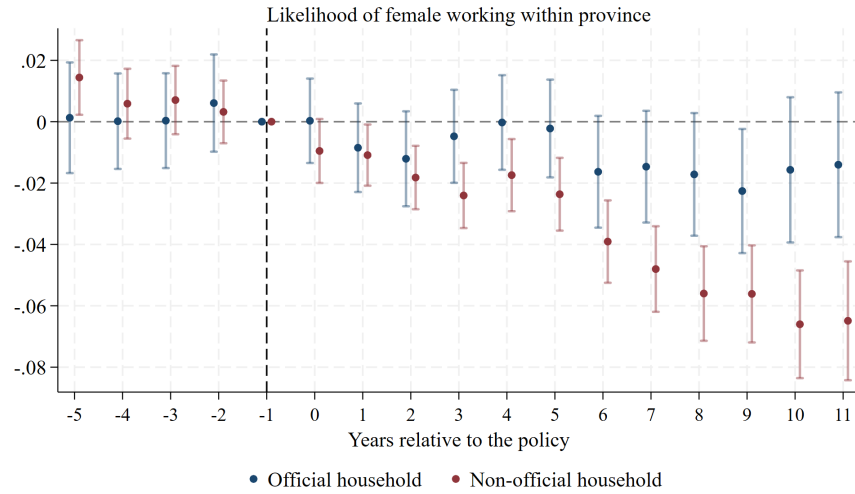 Likelihood of female working within province
.02
0
-.02
-.04
-.06
-.08
-5 -4 -3 -2 -1 0 1 2 3 4 5 6 7 8 9 10 11
Years relative to the policy
Official household Non-official household